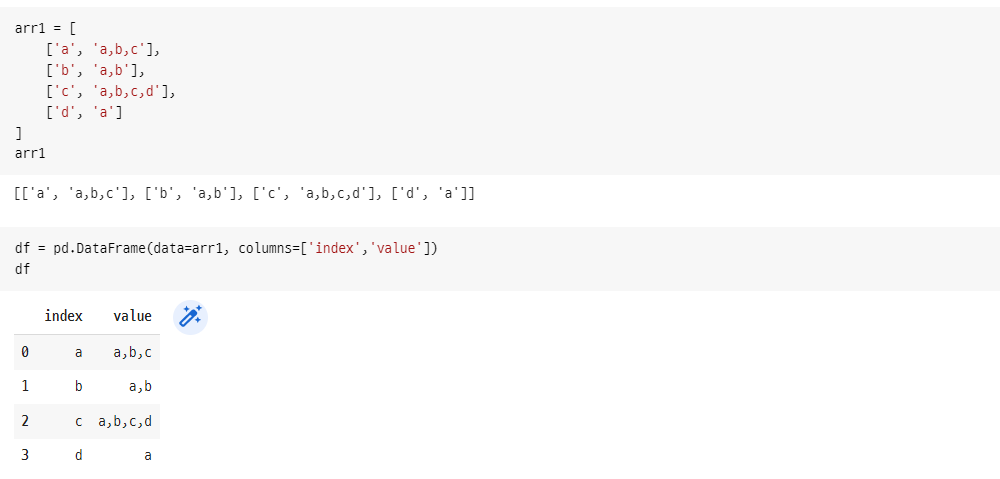 arr1 = [
    ['a', 'a,b,c'],
    ['b', 'a,b'],
    ['c', 'a,b,c,d'],
    ['d', 'a']
]
arr1
[['a', 'a,b,c'], ['b', 'a,b'], ['c', 'a,b,c,d'], ['d', 'a']]
df = pd.DataFrame(data=arr1, columns=['index','value'])
df
index value
0 a a,b,c
1 b a,b
2 c a,b,c,d
3 d a